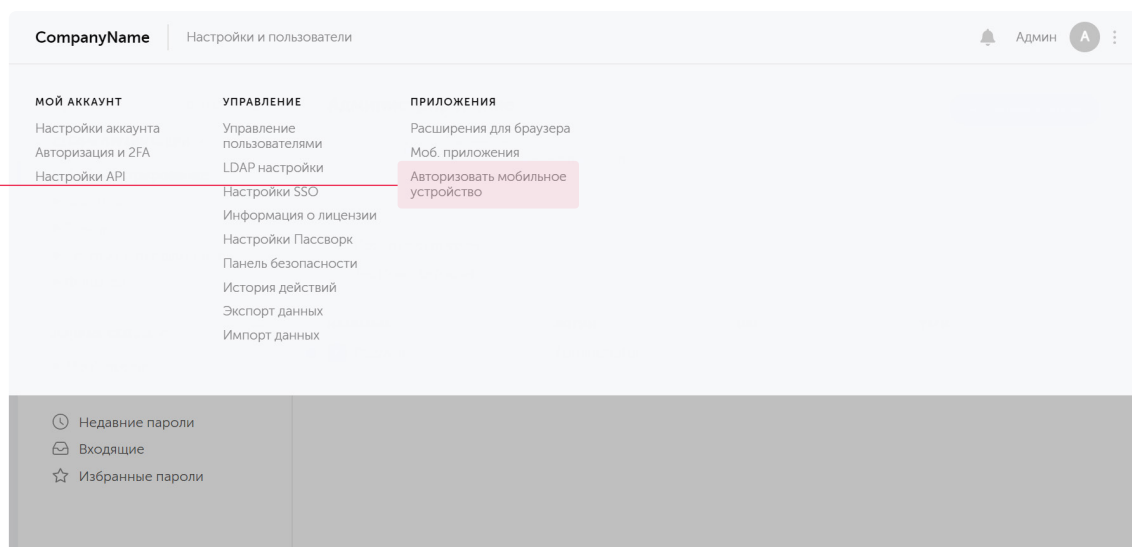 CompanyName
Настройки и пользователи
Админ
А
МОЙ АККАУНТ
Настройки аккаунта
Авторизация и 2FA
Настройки API
УПРАВЛЕНИЕ
Управление
пользователями
LDAP настройки
Настройки SSO
Информация о лицензии
Настройки Пассворк
Панель безопасности
История действий
Экспорт данных
Импорт данных
ПРИЛОЖЕНИЯ
Расширения для браузера
Моб. приложения
Авторизовать мобильное
устройство
Недавние пароли
Входящие
Избранные пароли